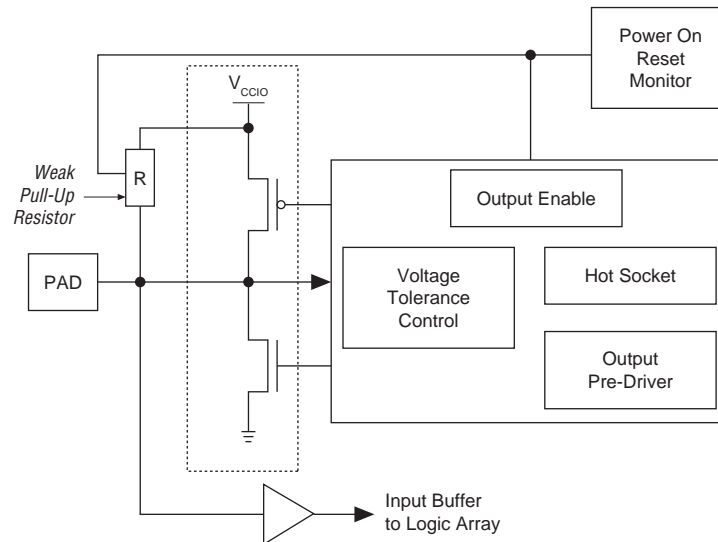 Power On
Reset
Monitor
V CCIO
Weak
Pull-Up
Resistor
R
Output Enable
PAD
Voltage
Tolerance
Control
Hot Socket
Output
Pre-Driver
Input Buffer
to Logic Array